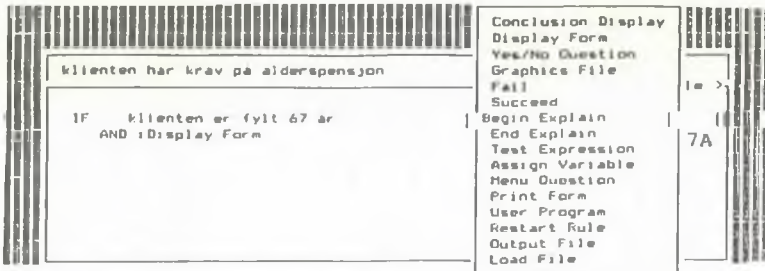 klienten har krav på alderspensjon
IF klienten er fylt 67 år
AND :Display Form
Conclusion Display
Display Form
Yes/No Question
Graphics File
Fail
Succeed
Begin Explain
End Explain
Test Expression
Assign Variable
Menu Question
Print Form
User Program
Restart Rule
Output File
Load File
le >
7A